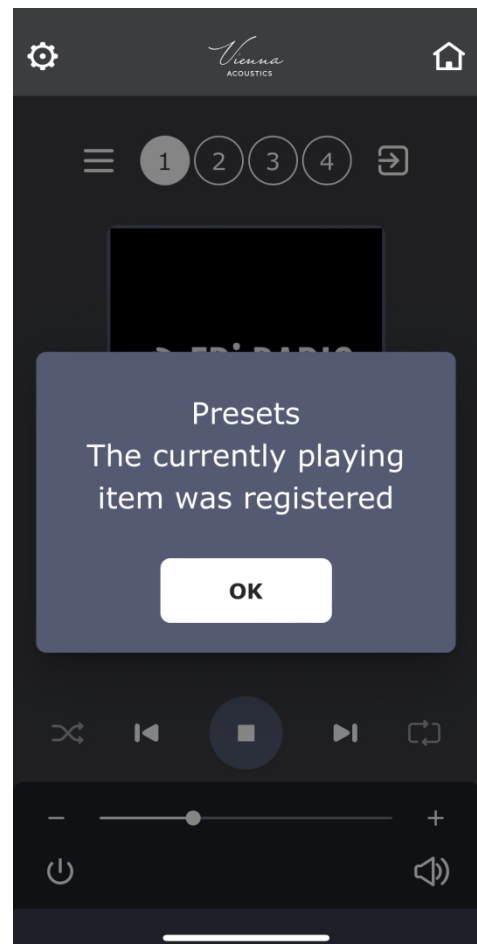 Vienna
ACOUSTICS
1 2 3 4
Presets
The currently playing
item was registered
OK